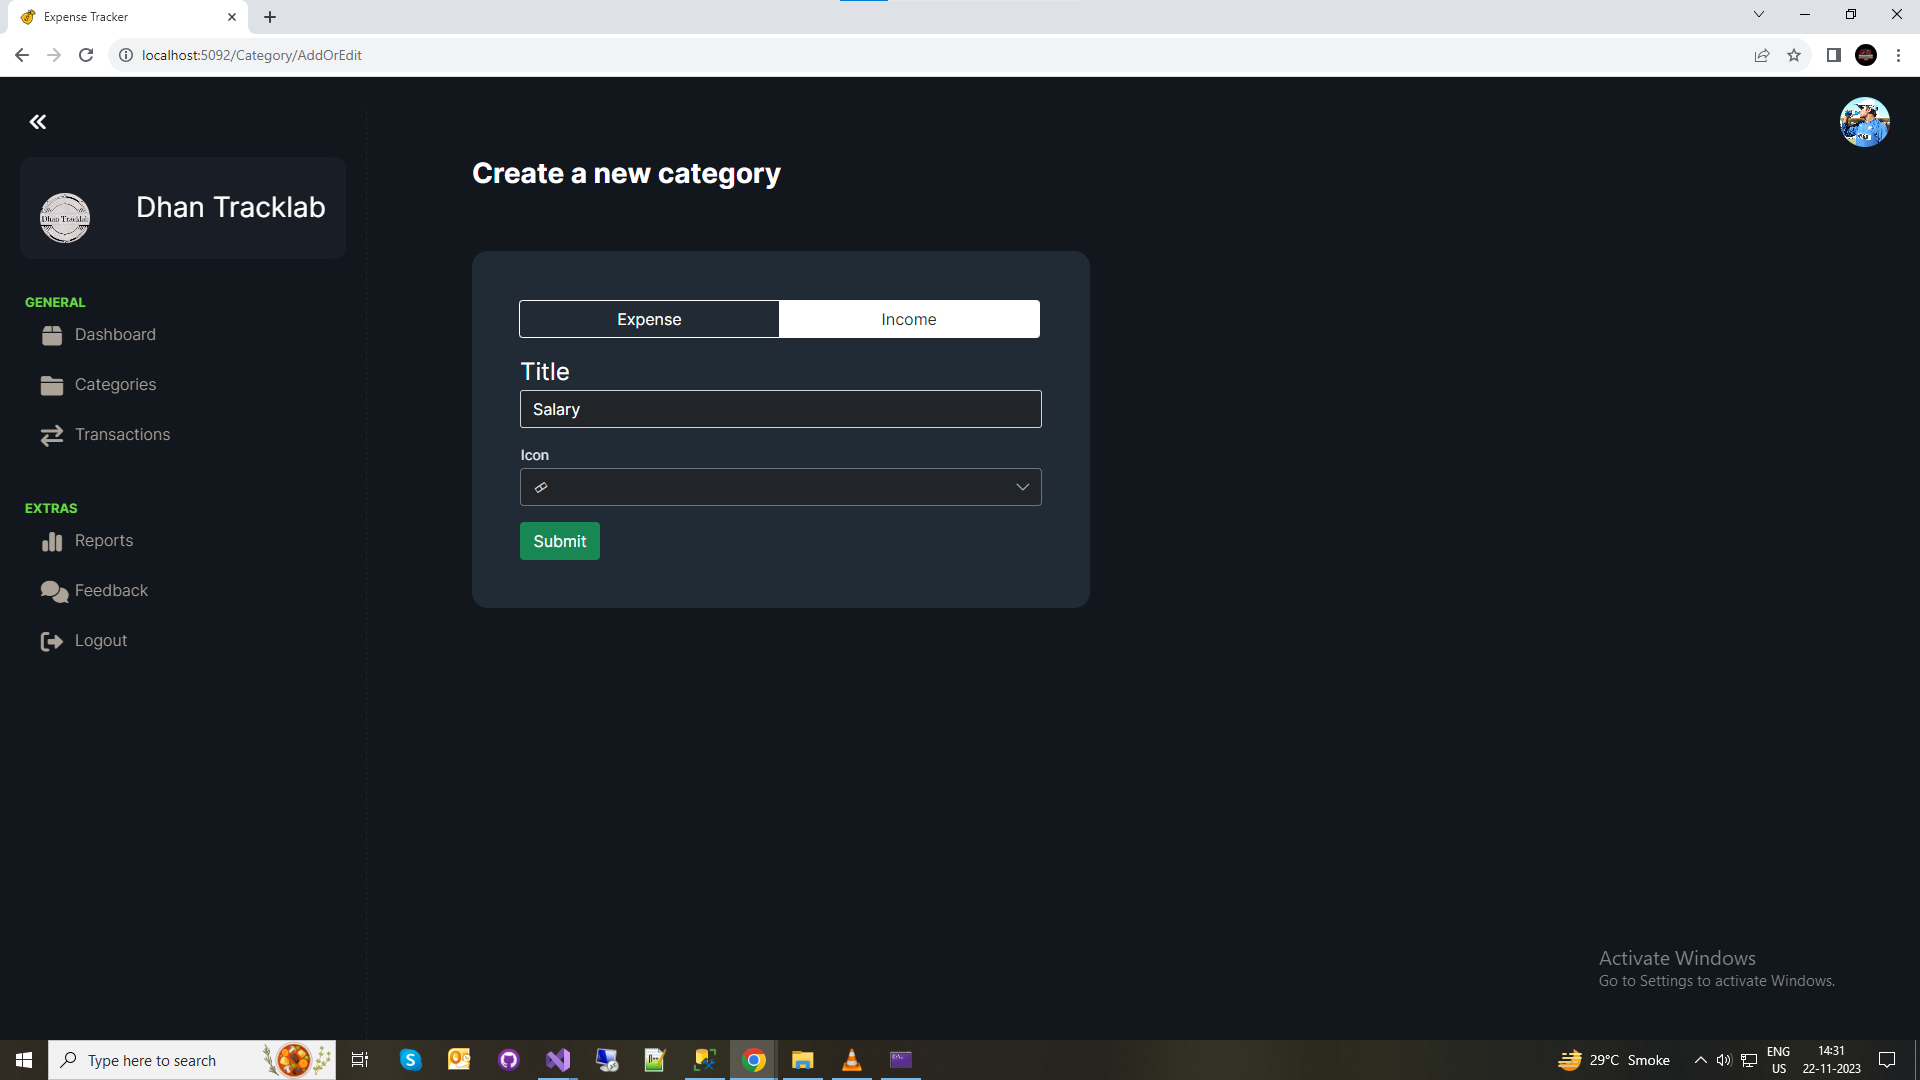 Expense Tracker
localhost:5092/Category/AddOrEdit
Dhan Tracklab
Dhan Tracklab
GENERAL
Dashboard
Categories
Transactions
EXTRAS
Reports
Feedback
Logout
Create a new category
Expense
Income
Title
Salary
Icon
Submit
Activate Windows
Go to Settings to activate Windows.
Type here to search
29°C Smoke
ENG
US
14:31
22-11-2023